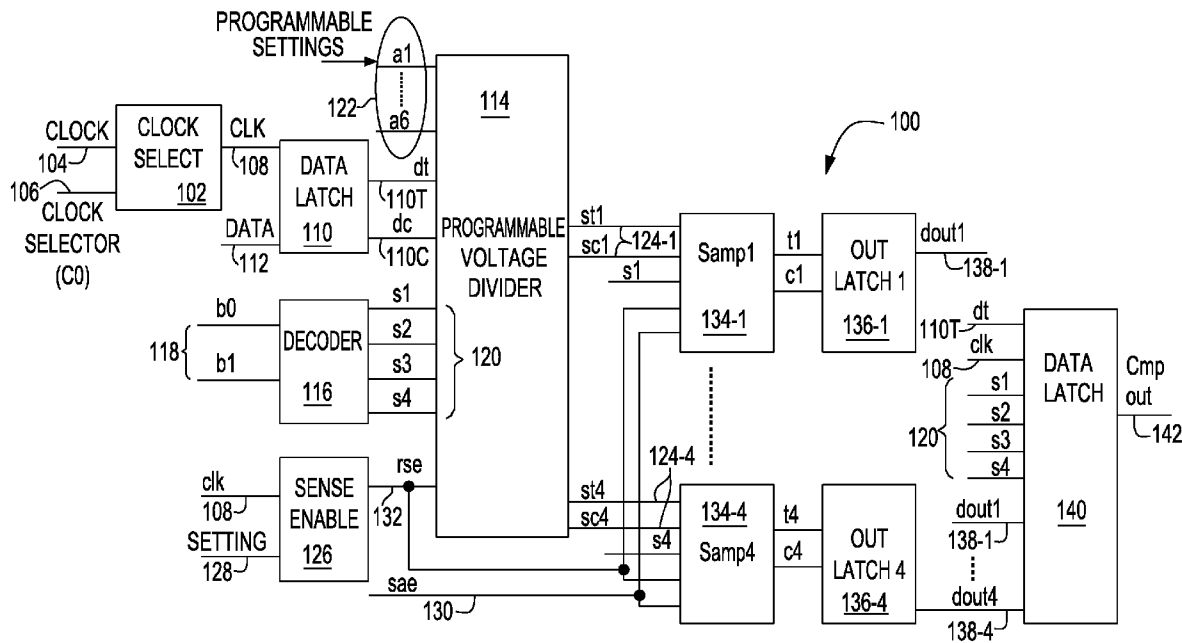 PROGRAMMABLE
SETTINGS
a1
122
a6
114
PROGRAMMABLE
VOLTAGE
DIVIDER
100
CLOCK
104
106
CLOCK
SELECTOR
(C0)
CLOCK
SELECT
102
CLK
108
DATA
LATCH
110
DATA
112
dt
110T
dc
110C
118
b0
b1
DECODER
116
s1
s2
s3
s4
120
clk
108
SETTING
128
SENSE
ENABLE
126
rse
132
sae
130
st1
sc1
124-1
s1
Samp1
134-1
t1
c1
OUT
LATCH 1
136-1
dout1
138-1
st4
sc4
124-4
s4
134-4
Samp4
t4
c4
OUT
LATCH 4
136-4
dt
110T
clk
108
s1
s2
s3
s4
120
dout1
138-1
dout4
138-4
DATA
LATCH
140
Cmp
out
142